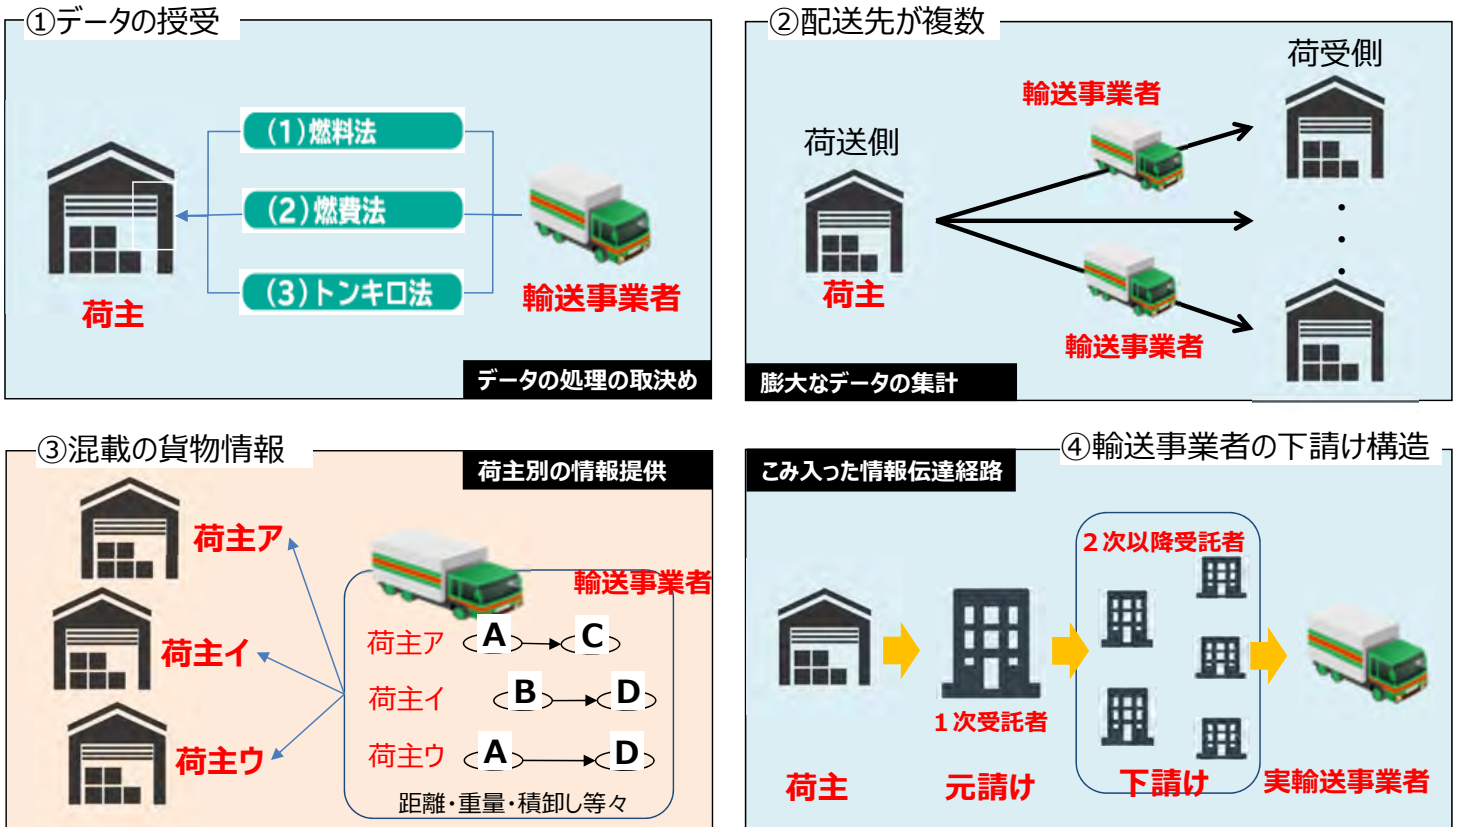 ①データの授受
(1)燃料法
(2)燃費法
(3)トンキロ法
荷主
輸送事業者
データの処理の取決め
②配送先が複数
荷受側
輸送事業者
荷送側
荷主
輸送事業者
膨大なデータの集計
③混載の貨物情報
荷主別の情報提供
荷主ア
荷主イ
荷主ウ
輸送事業者
荷主ア A C
荷主イ B D
荷主ウ A D
距離・重量・積卸し等々
④輸送事業者の下請け構造
こみ入った情報伝達経路
2次以降受託者
1次受託者
荷主
元請け
下請け
実輸送事業者